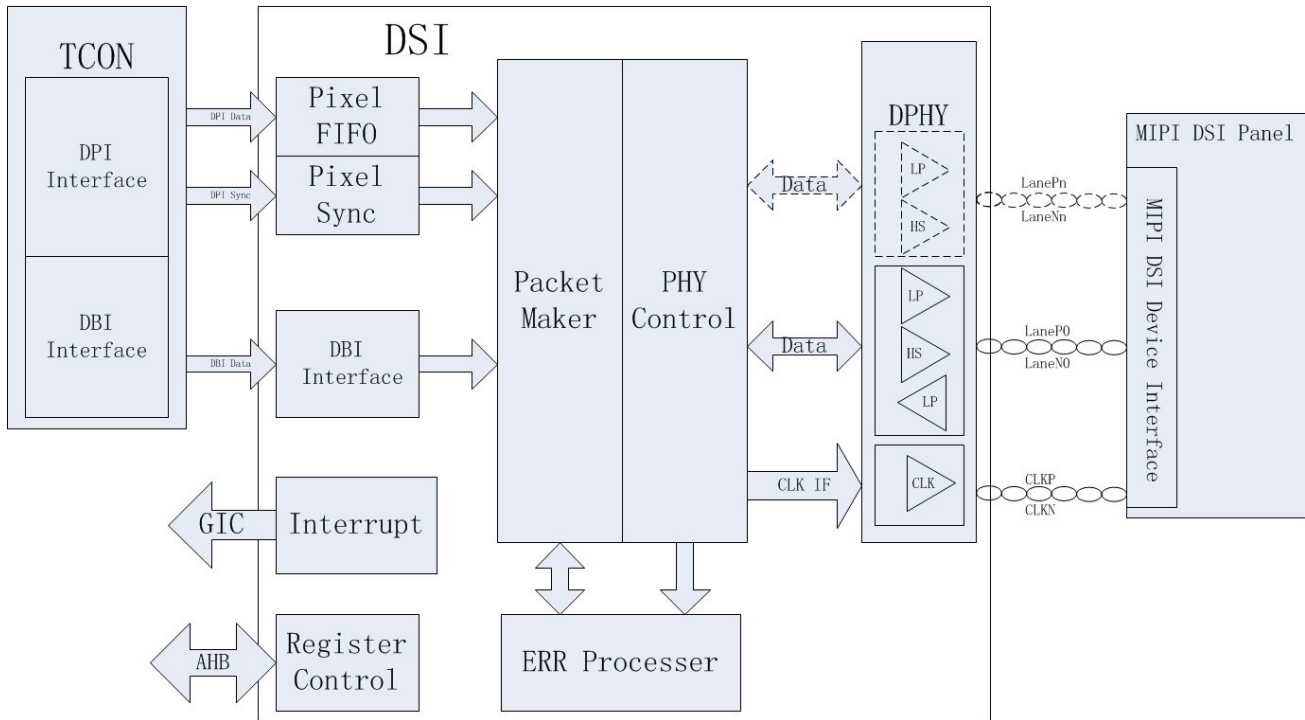 TCON
DPI
Interface
DBI
Interface
DPI Data
DPI Sync
DBI Data
DSI
Pixel
FIFO
Pixel
Sync
DBI
Interface
GIC
Interrupt
AHB
Register
Control
Packet
Maker
PHY
Control
ERR Processer
Data
Data
CLK IF
DPHY
LP
HS
LP
HS
LP
CLK
LanePn
LaneNn
LaneP0
LaneN0
CLKP
CLKN
MIPI DSI Panel
MIPI DSI Device Interface